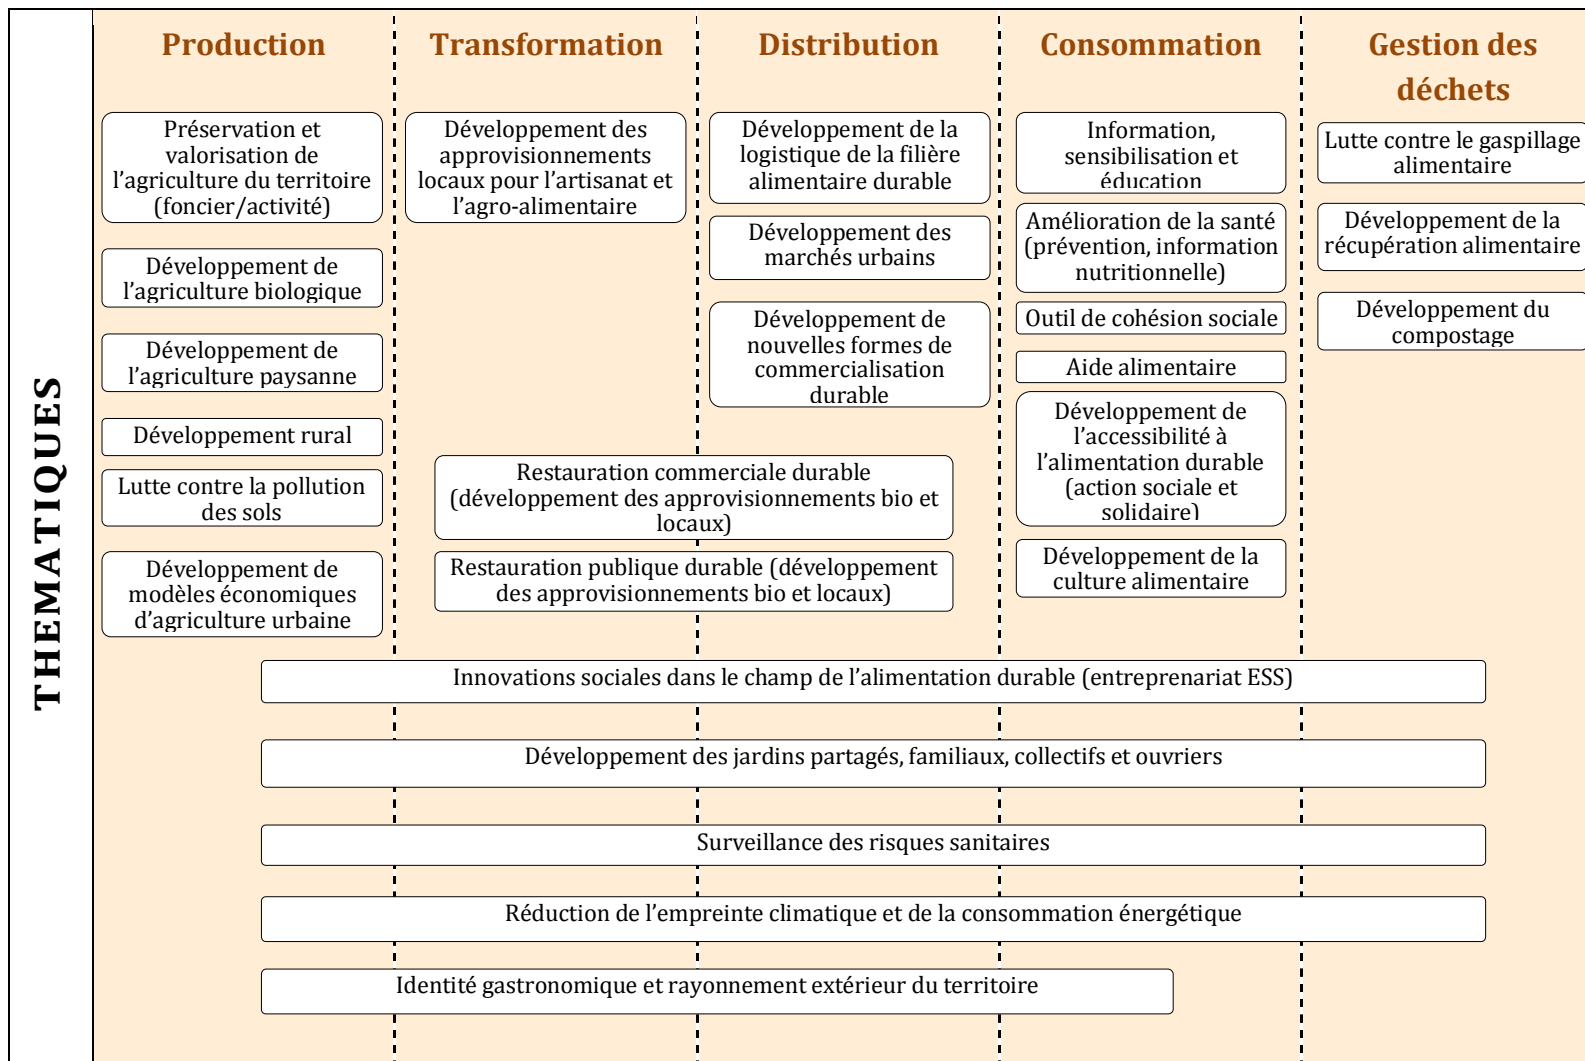 THEMATIQUES
Production
Préservation et
valorisation de
l’agriculture du territoire
(foncier/activité)
Développement de
l’agriculture biologique
Développement de
l’agriculture paysanne
Développement rural
Lutte contre la pollution
des sols
Développement de
modèles économiques
d’agriculture urbaine
Transformation
Développement des
approvisionnements
locaux pour l’artisanat et
l’agro-alimentaire
Distribution
Développement de la
logistique de la filière
alimentaire durable
Développement des
marchés urbains
Développement de
nouvelles formes de
commercialisation
durable
Restauration commerciale durable
(développement des approvisionnements bio et
locaux)
Restauration publique durable (développement
des approvisionnements bio et locaux)
Consommation
Information,
sensibilisation et
éducation
Amélioration de la santé
(prévention, information
nutritionnelle)
Outil de cohésion sociale
Aide alimentaire
Développement de
l’accessibilité à
l’alimentation durable
(action sociale et
solidaire)
Développement de la
culture alimentaire
Gestion des
déchets
Lutte contre le gaspillage
alimentaire
Développement de la
récupération alimentaire
Développement du
compostage
Innovations sociales dans le champ de l’alimentation durable (entreprenariat ESS)
Développement des jardins partagés, familiaux, collectifs et ouvriers
Surveillance des risques sanitaires
Réduction de l’empreinte climatique et de la consommation énergétique
Identité gastronomique et rayonnement extérieur du territoire